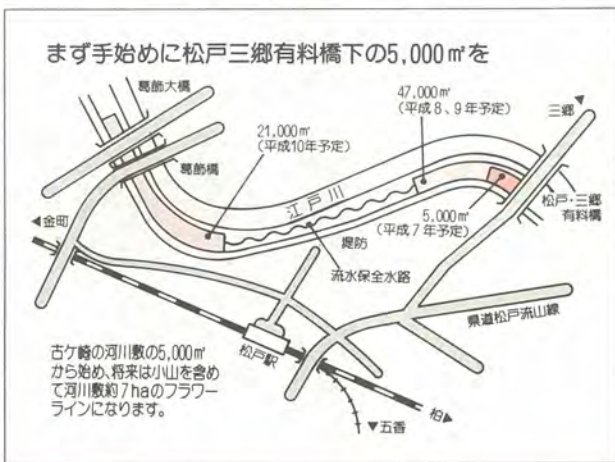 まず手始めに松戸三郷有料橋下の5,000㎡を
葛飾大橋
葛飾橋
21,000㎡
(平成10年予定)
47,000㎡
(平成8、9年予定)
三郷▲
江戸川
松戸・三郷
有料橋
5,000㎡
(平成7年予定)
◀金町
堤防
流水保全水路
県道松戸流山線
松戸駅
古ケ崎の河川敷の5,000㎡
から始め、将来は小山を含め
て河川敷約7haのフラワー
ラインになります。
柏▶
▼五香